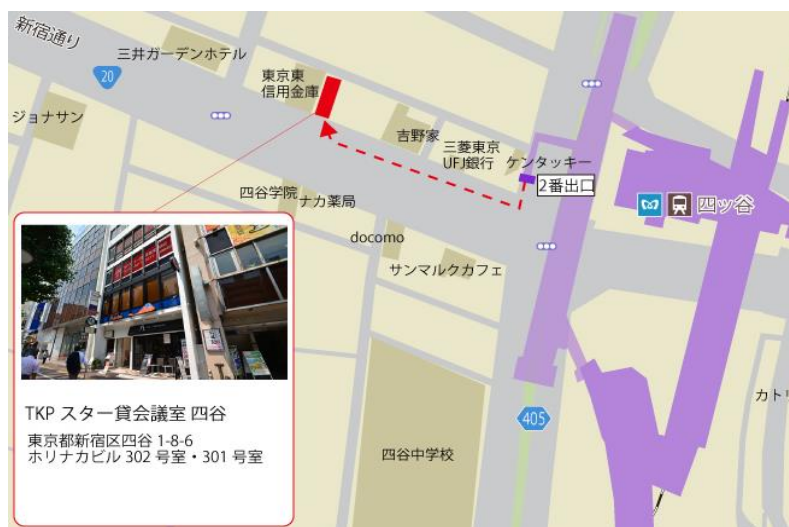 新宿通り
三井ガーデンホテル
20
東京東
信用金庫
ジョナサン
吉野家
三菱東京
UFJ銀行
ケンタッキー
2番出口
四ッ谷
四谷学院
ナカ薬局
docomo
サンマルクカフェ
405
カトリ
四谷中学校
TKP スター貸会議室 四谷
東京都新宿区四谷 1-8-6
ホリナカビル 302 号室・301 号室